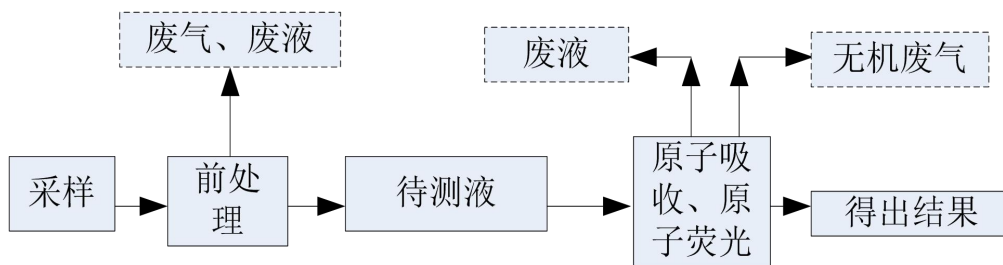 废气、废液
废液
无机废气
采样
前处
理
待测液
原子吸
收、原
子荧光
得出结果